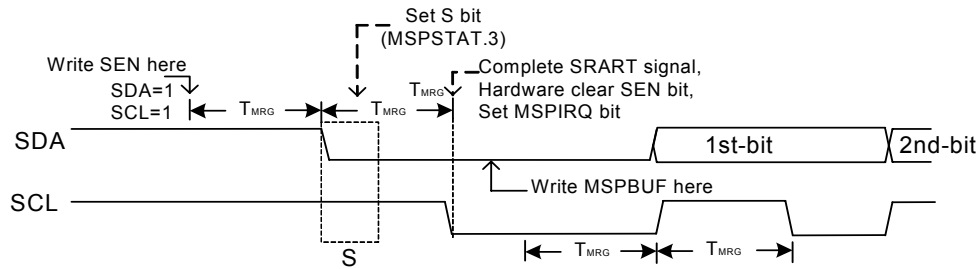 Set S bit
(MSPSTAT.3)
Write SEN here
SDA=1
SCL=1
TMRG
TMRG
TMRG
Complete SRART signal,
Hardware clear SEN bit,
Set MSPIRQ bit
SDA
1st-bit
2nd-bit
Write MSPBUF here
SCL
TMRG
TMRG
S